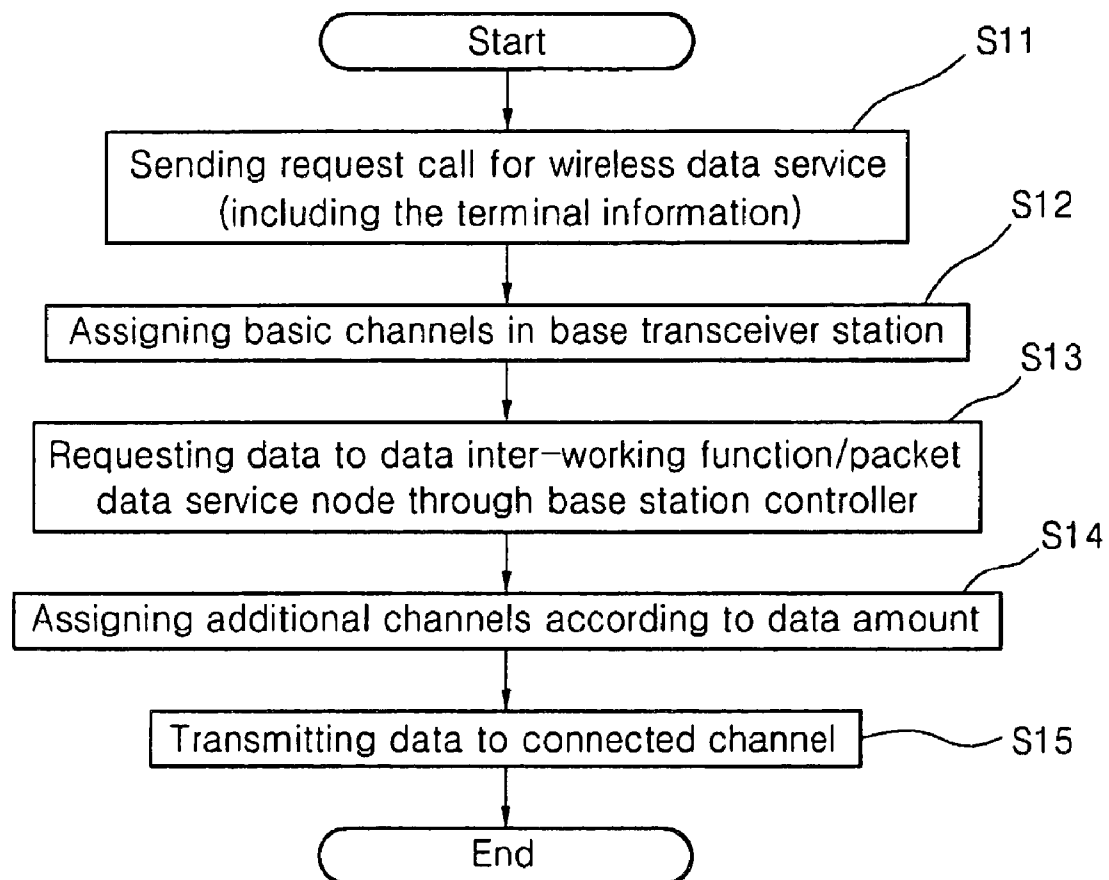 Start
S11
Sending request call for wireless data service
(including the terminal information)
S12
Assigning basic channels in base transceiver station
S13
Requesting data to data inter-working function/packet
data service node through base station controller
S14
Assigning additional channels according to data amount
Transmitting data to connected channel
S15
End